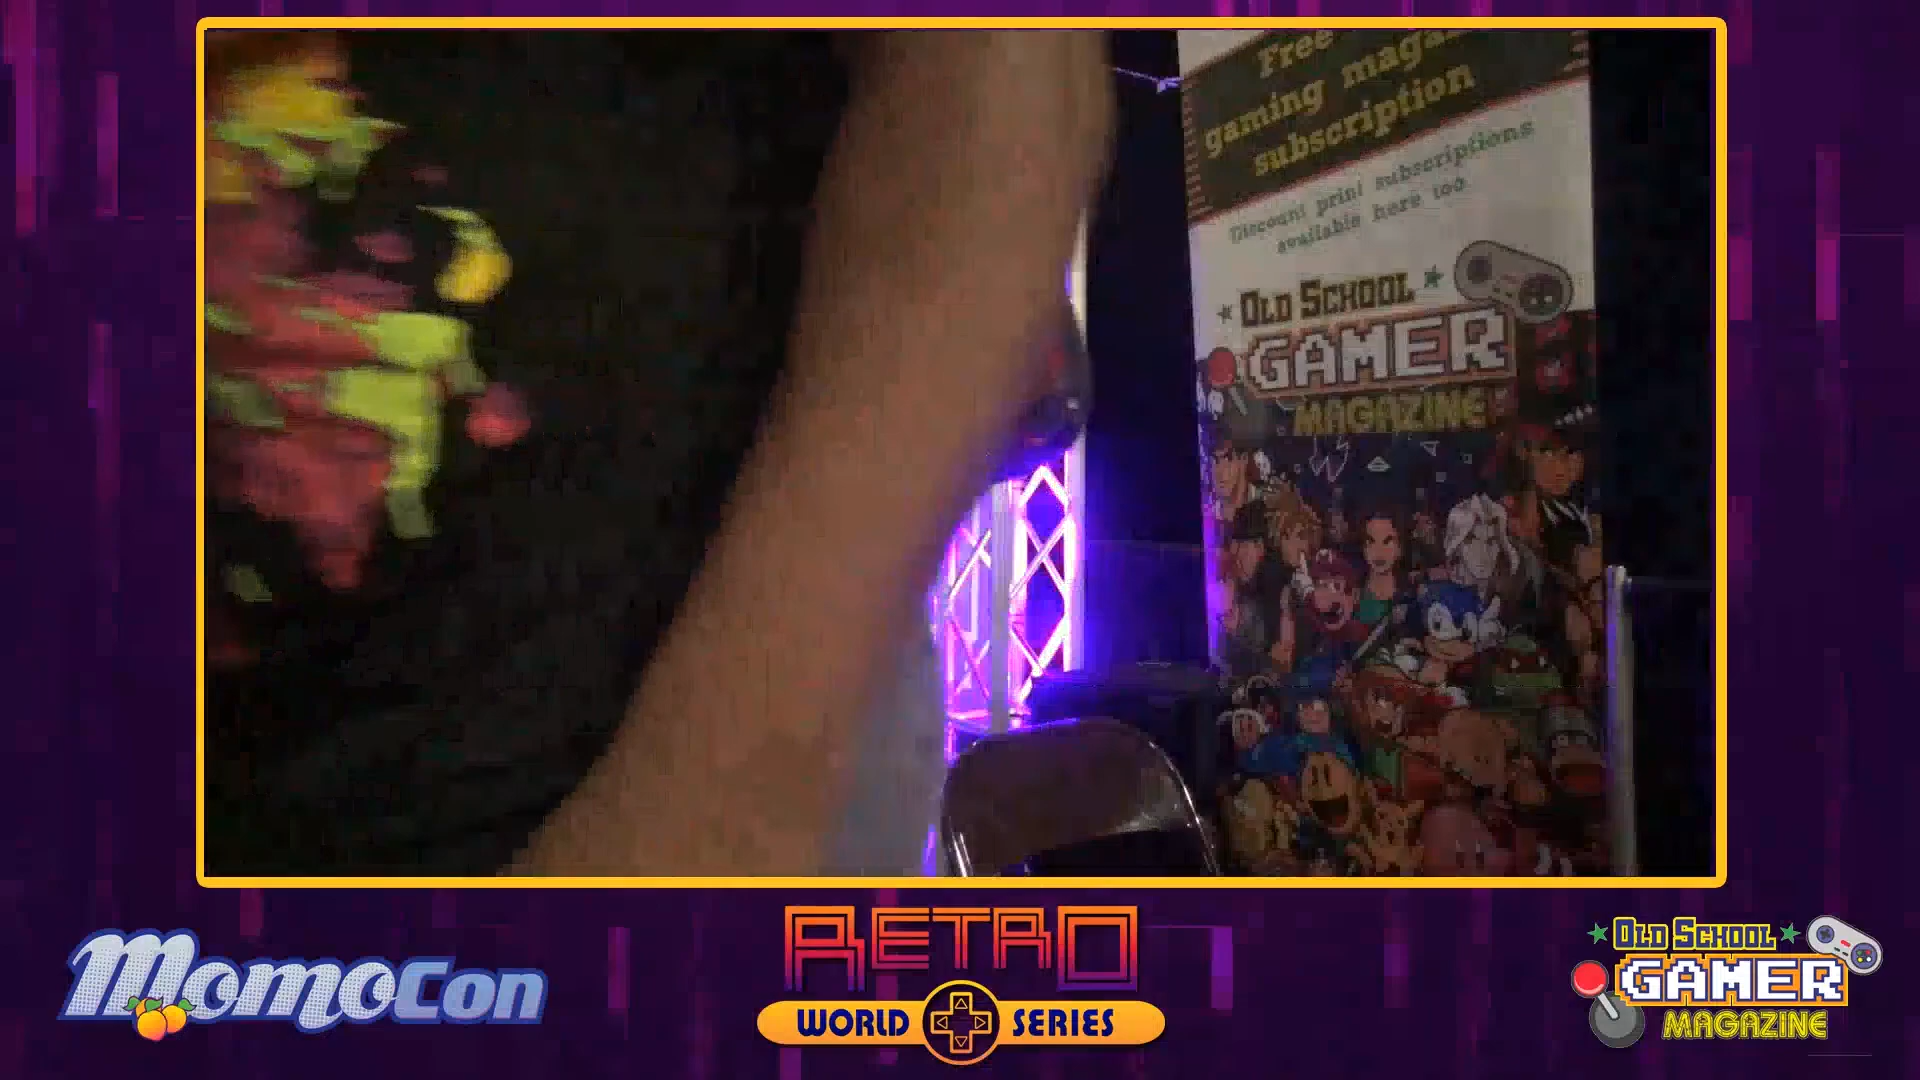 Free
gaming maga
subscription
Discount print subscriptions
available here too
OLD SCHOOL
GAMER
MAGAZINE
MomoCon
RETRO
WORLD SERIES
OLD SCHOOL
GAMER
MAGAZINE